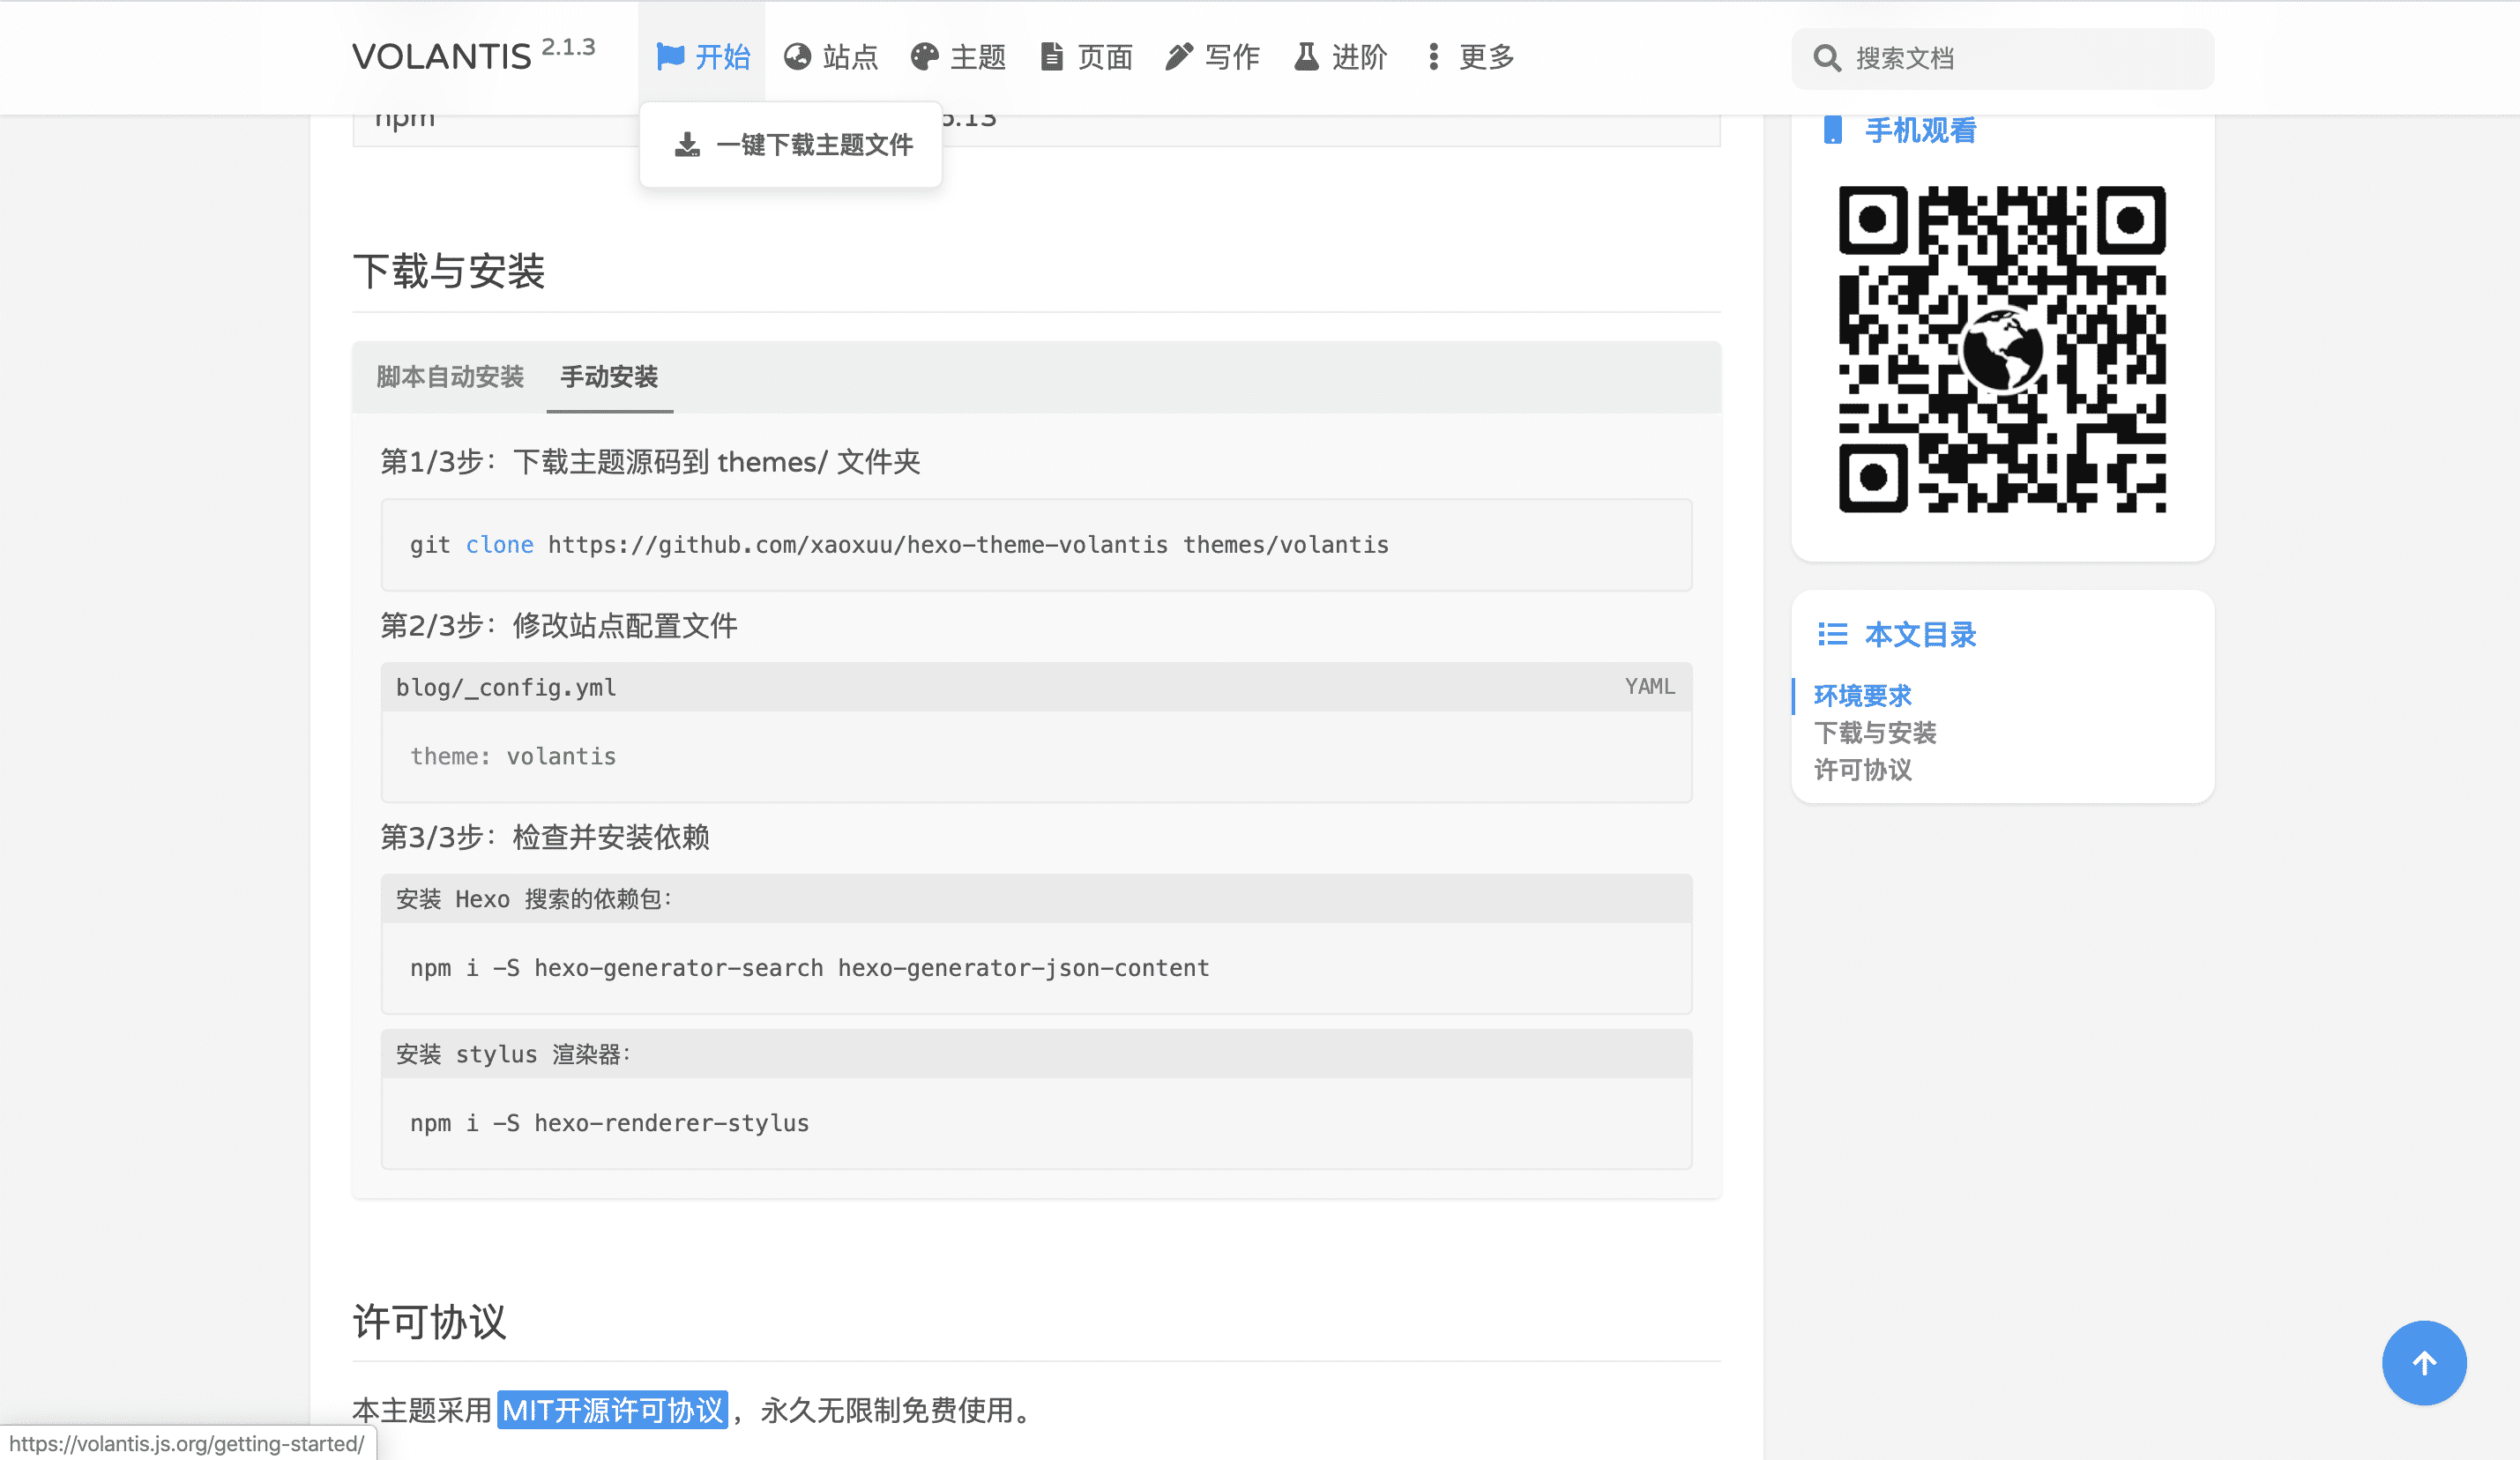 VOLANTIS 2.1.3
开始
站点
主题
页面
写作
进阶
更多
搜索文档
npm
一键下载主题文件
下载与安装
脚本自动安装 手动安装
第1/3步：下载主题源码到 themes/ 文件夹
git clone https://github.com/xaoxuu/hexo-theme-volantis themes/volantis
第2/3步：修改站点配置文件
blog/_config.yml YAML
theme: volantis
第3/3步：检查并安装依赖
安装 Hexo 搜索的依赖包：
npm i -S hexo-generator-search hexo-generator-json-content
安装 stylus 渲染器：
npm i -S hexo-renderer-stylus
许可协议
本主题采用 MIT开源许可协议 ，永久无限制免费使用。
手机观看
本文目录
环境要求
下载与安装
许可协议
https://volantis.js.org/getting-started/